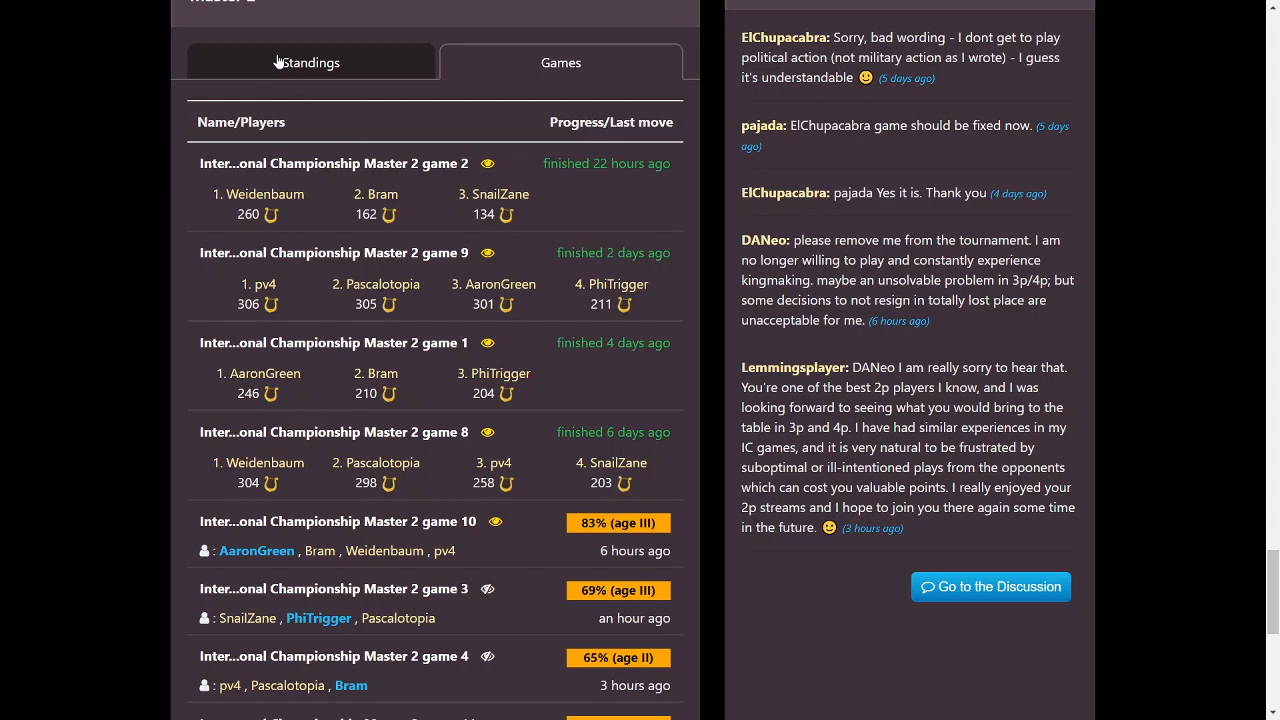 Standings
Games
Name/Players
Progress/Last move
Inter...onal Championship Master 2 game 2
finished 22 hours ago
1. Weidenbaum 2. Bram 3. SnailZane
260 162 134
Inter...onal Championship Master 2 game 9
finished 2 days ago
1. pv4 2. Pascalotopia 3. AaronGreen 4. PhiTrigger
306 305 301 211
Inter...onal Championship Master 2 game 1
finished 4 days ago
1. AaronGreen 2. Bram 3. PhiTrigger
246 210 204
Inter...onal Championship Master 2 game 8
finished 6 days ago
1. Weidenbaum 2. Pascalotopia 3. pv4 4. SnailZane
304 298 258 203
Inter...onal Championship Master 2 game 10
83% (age III)
: AaronGreen , Bram , Weidenbaum , pv4
6 hours ago
Inter...onal Championship Master 2 game 3
69% (age III)
: SnailZane , PhiTrigger , Pascalotopia
an hour ago
Inter...onal Championship Master 2 game 4
65% (age II)
: pv4 , Pascalotopia , Bram
3 hours ago
ElChupacabra: Sorry, bad wording - I dont get to play
political action (not military action as I wrote) - I guess
it's understandable 🙂 (5 days ago)
pajada: ElChupacabra game should be fixed now. (5 days
ago)
ElChupacabra: pajada Yes it is. Thank you (4 days ago)
DANeo: please remove me from the tournament. I am
no longer willing to play and constantly experience
kingmaking. maybe an unsolvable problem in 3p/4p; but
some decisions to not resign in totally lost place are
unacceptable for me. (6 hours ago)
Lemmingsplayer: DANeo I am really sorry to hear that.
You're one of the best 2p players I know, and I was
looking forward to seeing what you would bring to the
table in 3p and 4p. I have had similar experiences in my
IC games, and it is very natural to be frustrated by
suboptimal or ill-intentioned plays from the opponents
which can cost you valuable points. I really enjoyed your
2p streams and I hope to join you there again some time
in the future. 🙂 (3 hours ago)
Go to the Discussion